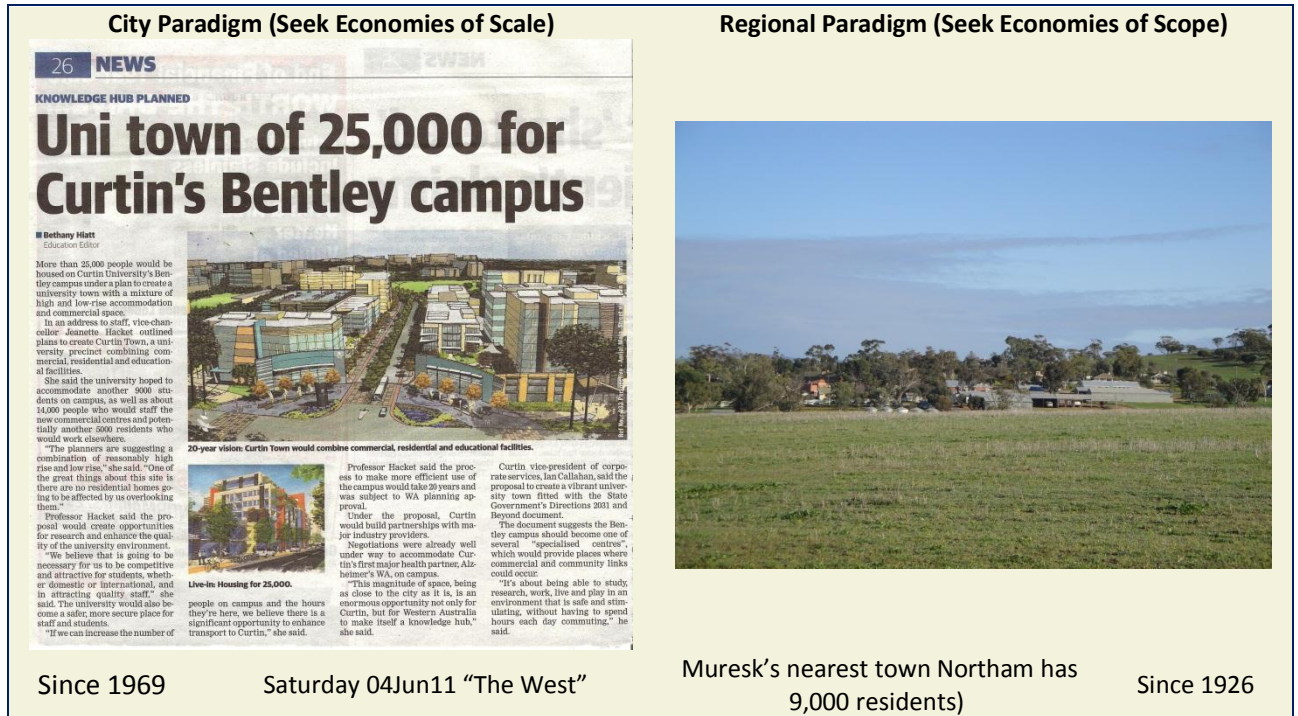 City Paradigm (Seek Economies of Scale)
Regional Paradigm (Seek Economies of Scope)
26 NEWS
KNOWLEDGE HUB PLANNED
Uni town of 25,000 for
Curtin's Bentley campus
Bethany Hiatt
Education Editor
More than 25,000 people would be
housed on Curtin University's Ben-
tley campus under a plan to create a
university town with a mixture of
high and low-rise accommodation
and commercial space.
In an address to staff, vice-chan-
cellor Jeanette Hacket outlined
plans to create Curtin Town, a uni-
versity precinct combining com-
mercial, residential and education-
al facilities.
She said the university hoped to
accommodate another 9000 stu-
dents on campus, as well as about
14,000 people who would staff the
new commercial centres and poten-
tially another 5000 residents who
would work elsewhere.
"The planners are suggesting a
combination of reasonably high
rise and low rise," she said. "One of
the great things about this site is
there are no residential homes go-
ing to be affected by us overlooking
them."
Professor Hacket said the pro-
posal would create opportunities
for research and enhance the qual-
ity of the university environment.
"We believe that is going to be
necessary for us to be competitive
and attractive for students, wheth-
er domestic or international, and
in attracting quality staff," she
said. The university would also be-
come a safer, more secure place for
staff and students.
"If we can increase the number of
20-year vision: Curtin Town would combine commercial, residential and educational facilities.
Live-in: Housing for 25,000.
people on campus and the hours
they're here, we believe there is a
significant opportunity to enhance
transport to Curtin," she said.
Professor Hacket said the proc-
ess to make more efficient use of
the campus would take 20 years and
was subject to WA planning ap-
proval.
Under the proposal, Curtin
would build partnerships with ma-
jor industry providers.
Negotiations were already well
under way to accommodate Cur-
tin's first major health partner, Alz-
heimer's WA, on campus.
"This magnitude of space, being
as close to the city as it is, is an
enormous opportunity not only for
Curtin, but for Western Australia
to make itself a knowledge hub,"
she said.
Curtin vice-president of corpo-
rate services, Ian Callahan, said the
proposal to create a vibrant univer-
sity town fitted with the State
Government's Directions 2031 and
Beyond document.
The document suggests the Ben-
tley campus should become one of
several "specialised centres",
which would provide places where
commercial and community links
could occur.
"It's about being able to study,
research, work, live and play in an
environment that is safe and stim-
ulating, without having to spend
hours each day commuting," he
said.
Since 1969
Saturday 04Jun11 "The West"
Muresk's nearest town Northam has
9,000 residents)
Since 1926